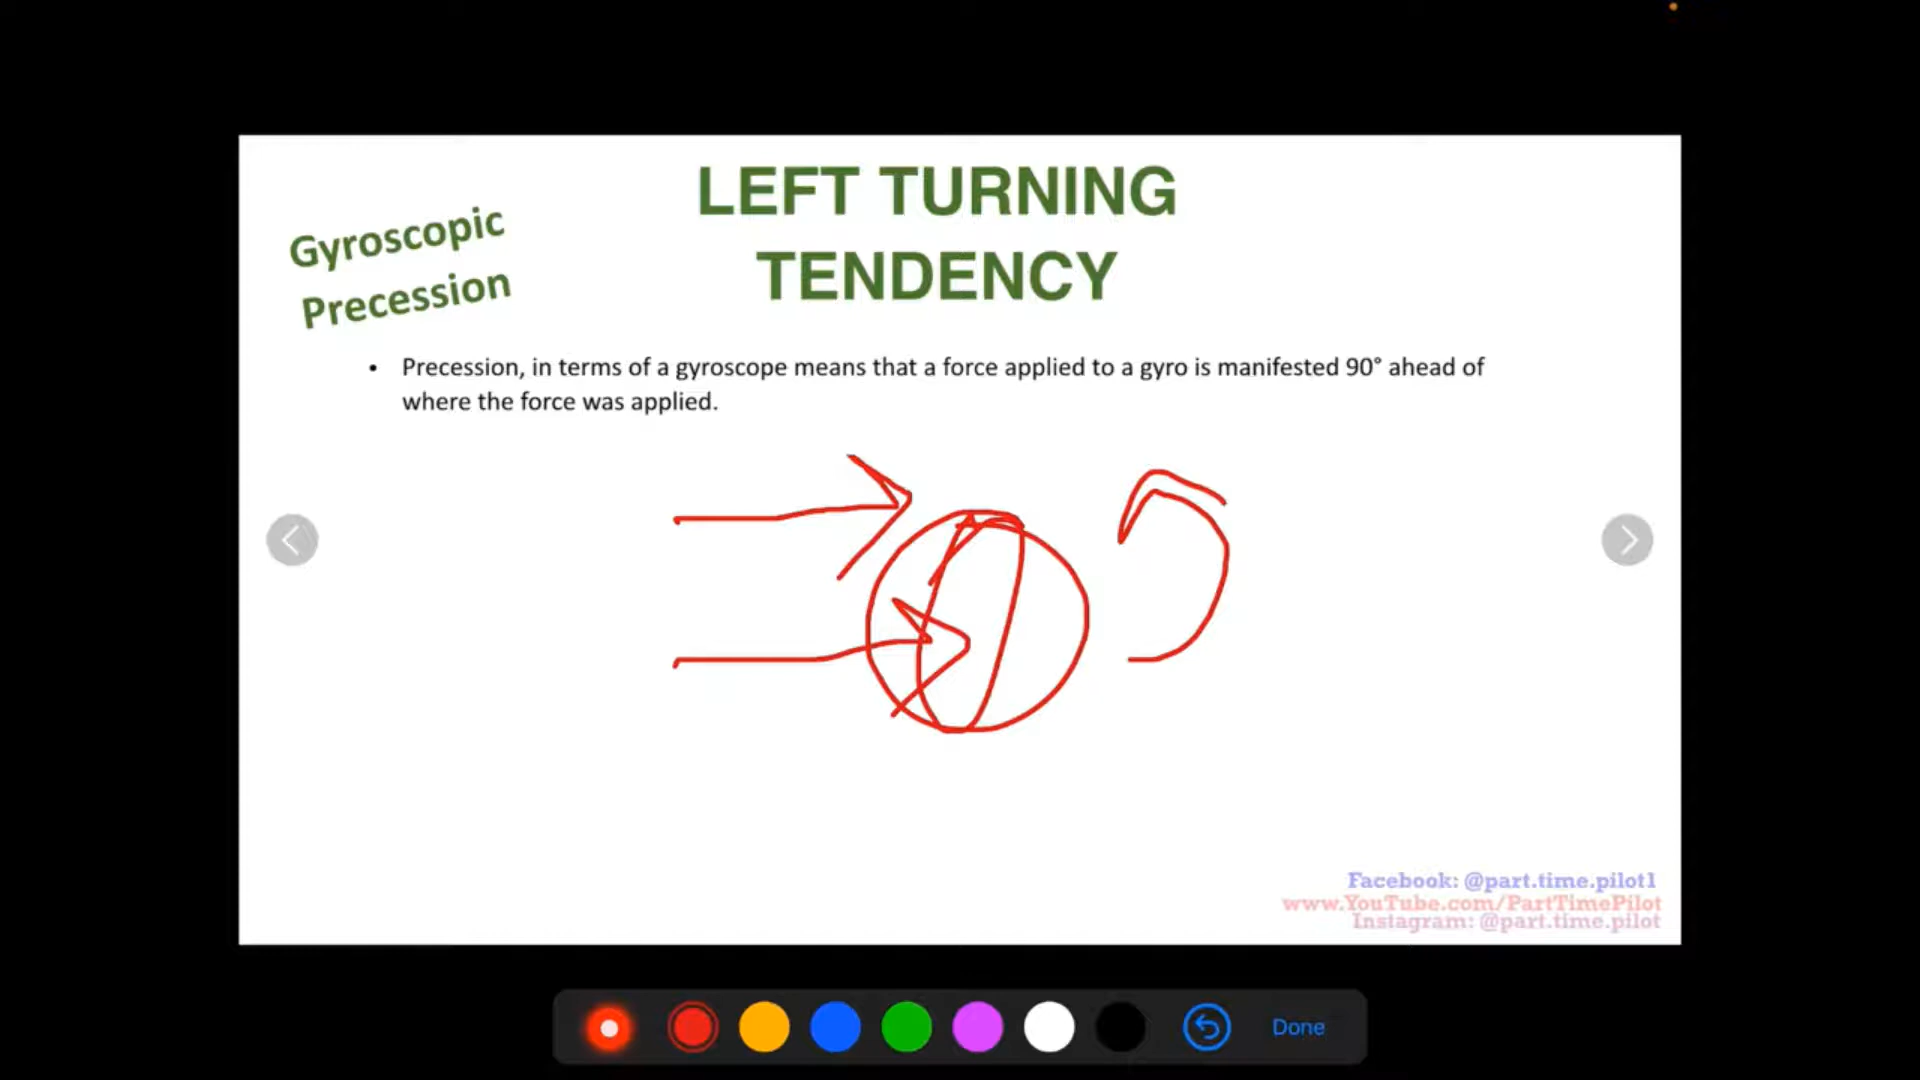 LEFT TURNING
TENDENCY
Gyroscopic
Precession
• Precession, in terms of a gyroscope means that a force applied to a gyro is manifested 90° ahead of
where the force was applied.
Facebook: @part.time.pilot1
www.YouTube.com/PartTimePilot
Instagram: @part.time.pilot
Done